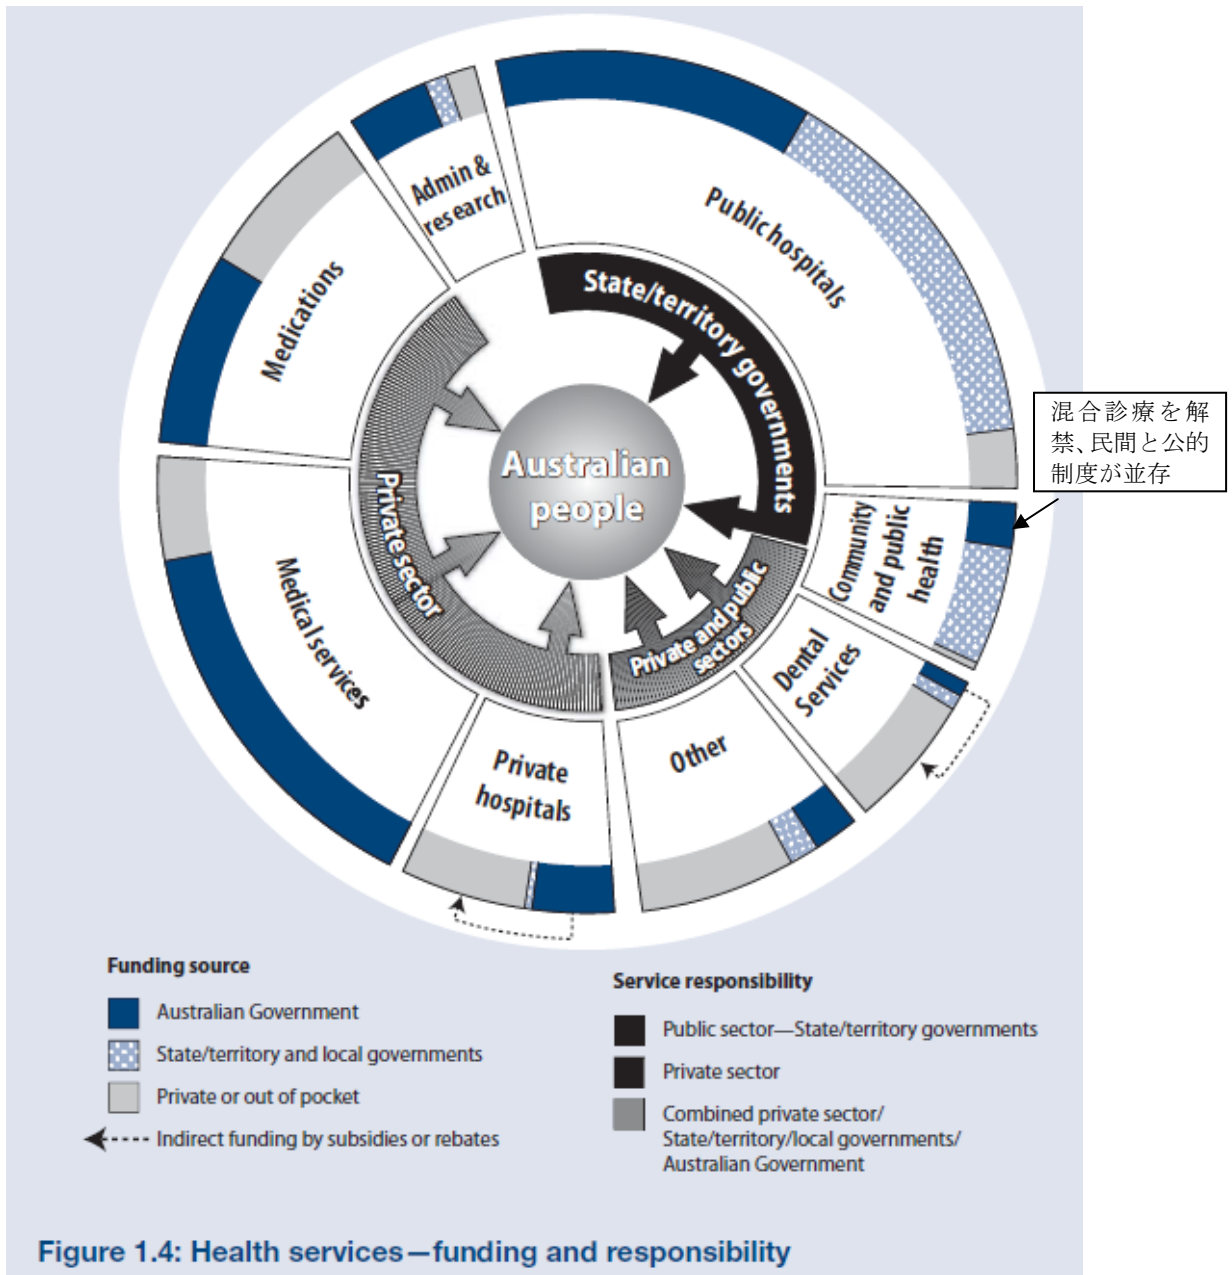 Admin &
research
Public hospitals
Medications
State/territory governments
混合診療を解
禁、民間と公的
制度が並存
Australian
people
Private sector
Community
and public
health
Medical services
Private and public
sectors
Dental
Services
Other
Private
hospitals
Funding source
Australian Government
State/territory and local governments
Private or out of pocket
Indirect funding by subsidies or rebates
Service responsibility
Public sector—State/territory governments
Private sector
Combined private sector/
State/territory/local governments/
Australian Government
Figure 1.4: Health services—funding and responsibility